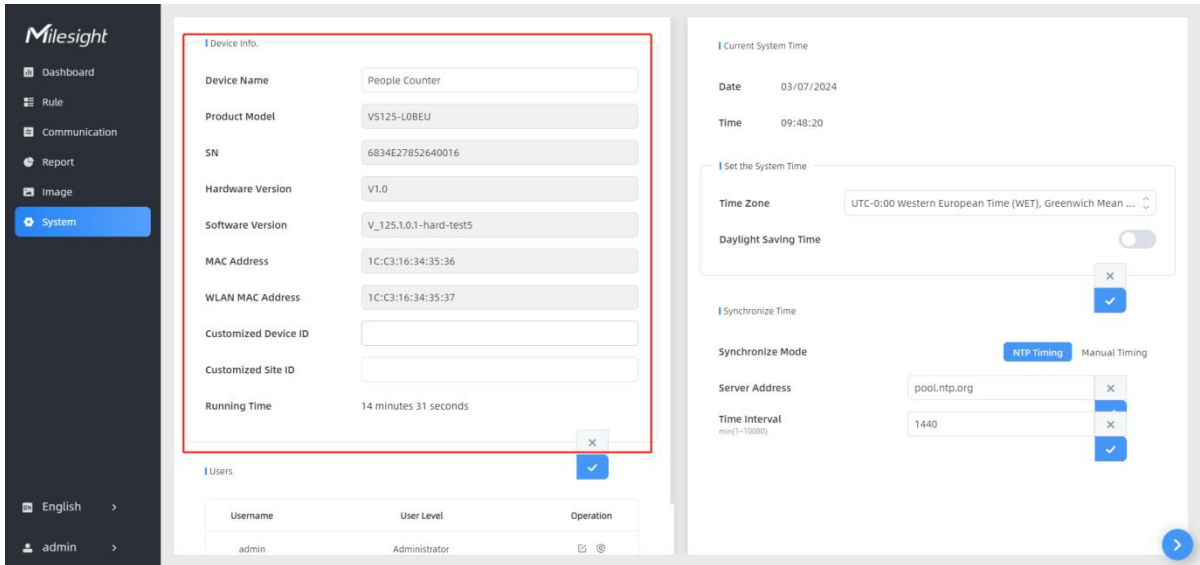 Milesight
Dashboard
Rule
Communication
Report
Image
System
EN English
admin
Device Info.
Device Name People Counter
Product Model VS125-L0BEU
SN 6834E27852640016
Hardware Version V1.0
Software Version V_125.1.0.1-hard-test5
MAC Address 1C:C3:16:34:35:36
WLAN MAC Address 1C:C3:16:34:35:37
Customized Device ID
Customized Site ID
Running Time 14 minutes 31 seconds
Users
Username User Level Operation
admin Administrator
Current System Time
Date 03/07/2024
Time 09:48:20
Set the System Time
Time Zone UTC-0:00 Western European Time (WET), Greenwich Mean ...
Daylight Saving Time
Synchronize Time
Synchronize Mode NTP Timing Manual Timing
Server Address pool.ntp.org
Time Interval 1440
min(1~10080)